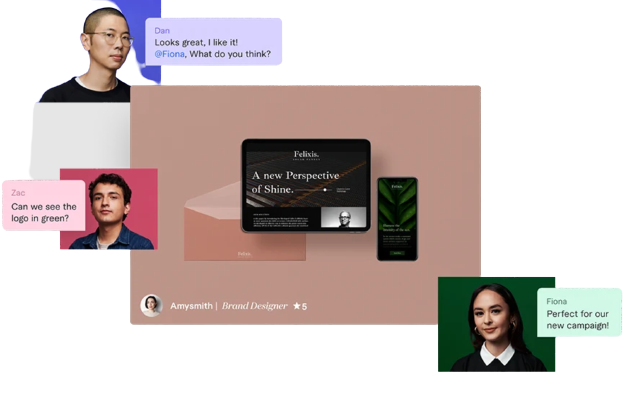 Dan
Looks great, I like it!
@Fiona, What do you think?
Felixis.
A new Perspective
of Shine.
Felixis.
Zac
Can we see the
logo in green?
Felixis.
Amysmith | Brand Designer ★5
Fiona
Perfect for our
new campaign!